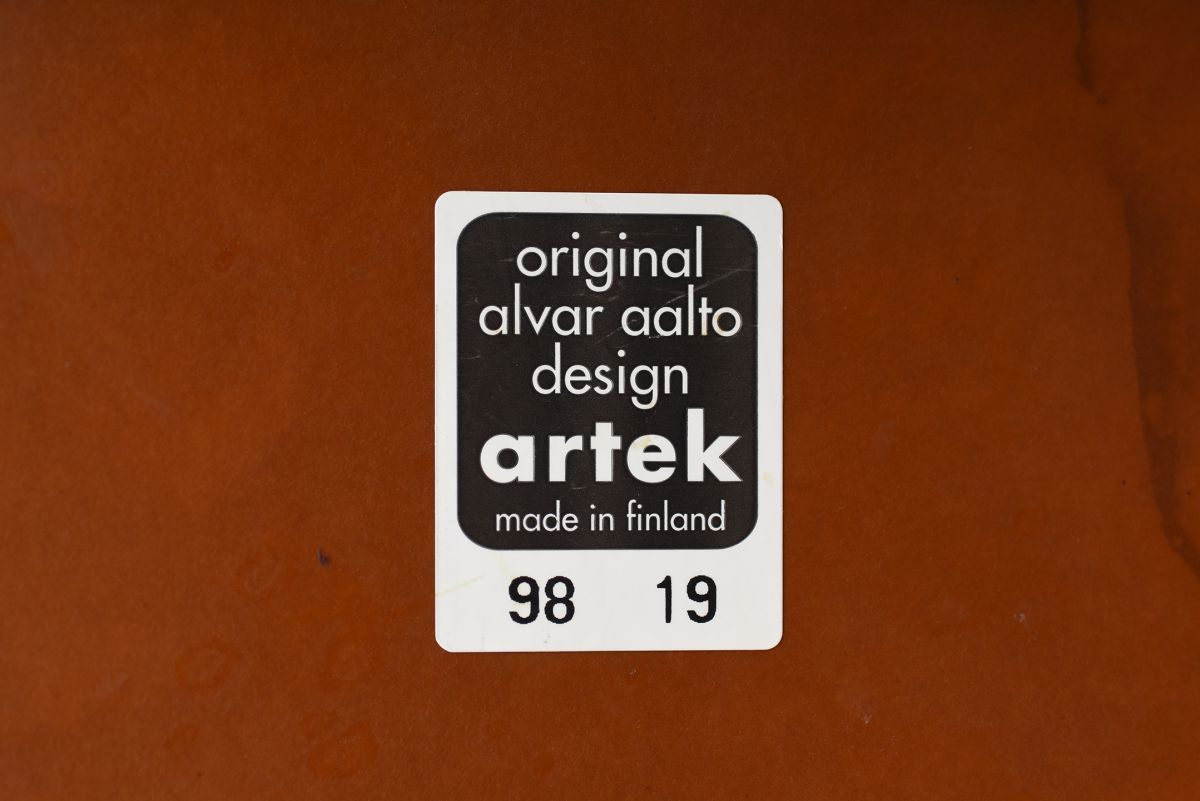 original
alvar aalto
design
artek
made in finland
98 19